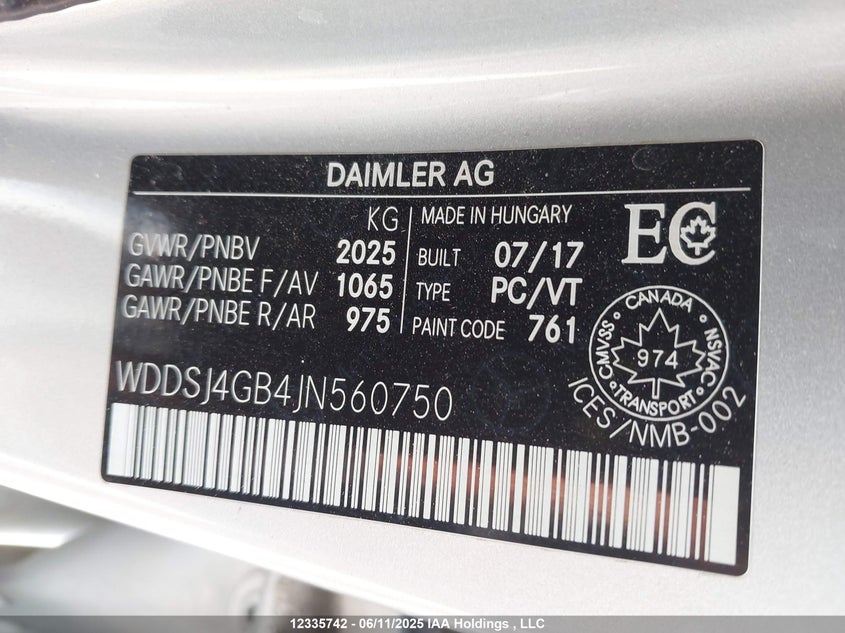 DAIMLER AG
KG
GVWR/PNBV 2025
GAWR/PNBE F/AV 1065
GAWR/PNBE R/AR 975
MADE IN HUNGARY
BUILT 07/17
TYPE PC/VT
PAINT CODE 761
EC
CANADA
CMVSS 974 NSVAC
TRANSPORT
ICES/NMB-002
WDDSJ4GB4JN560750
12335742 - 06/11/2025 IAA Holdings , LLC